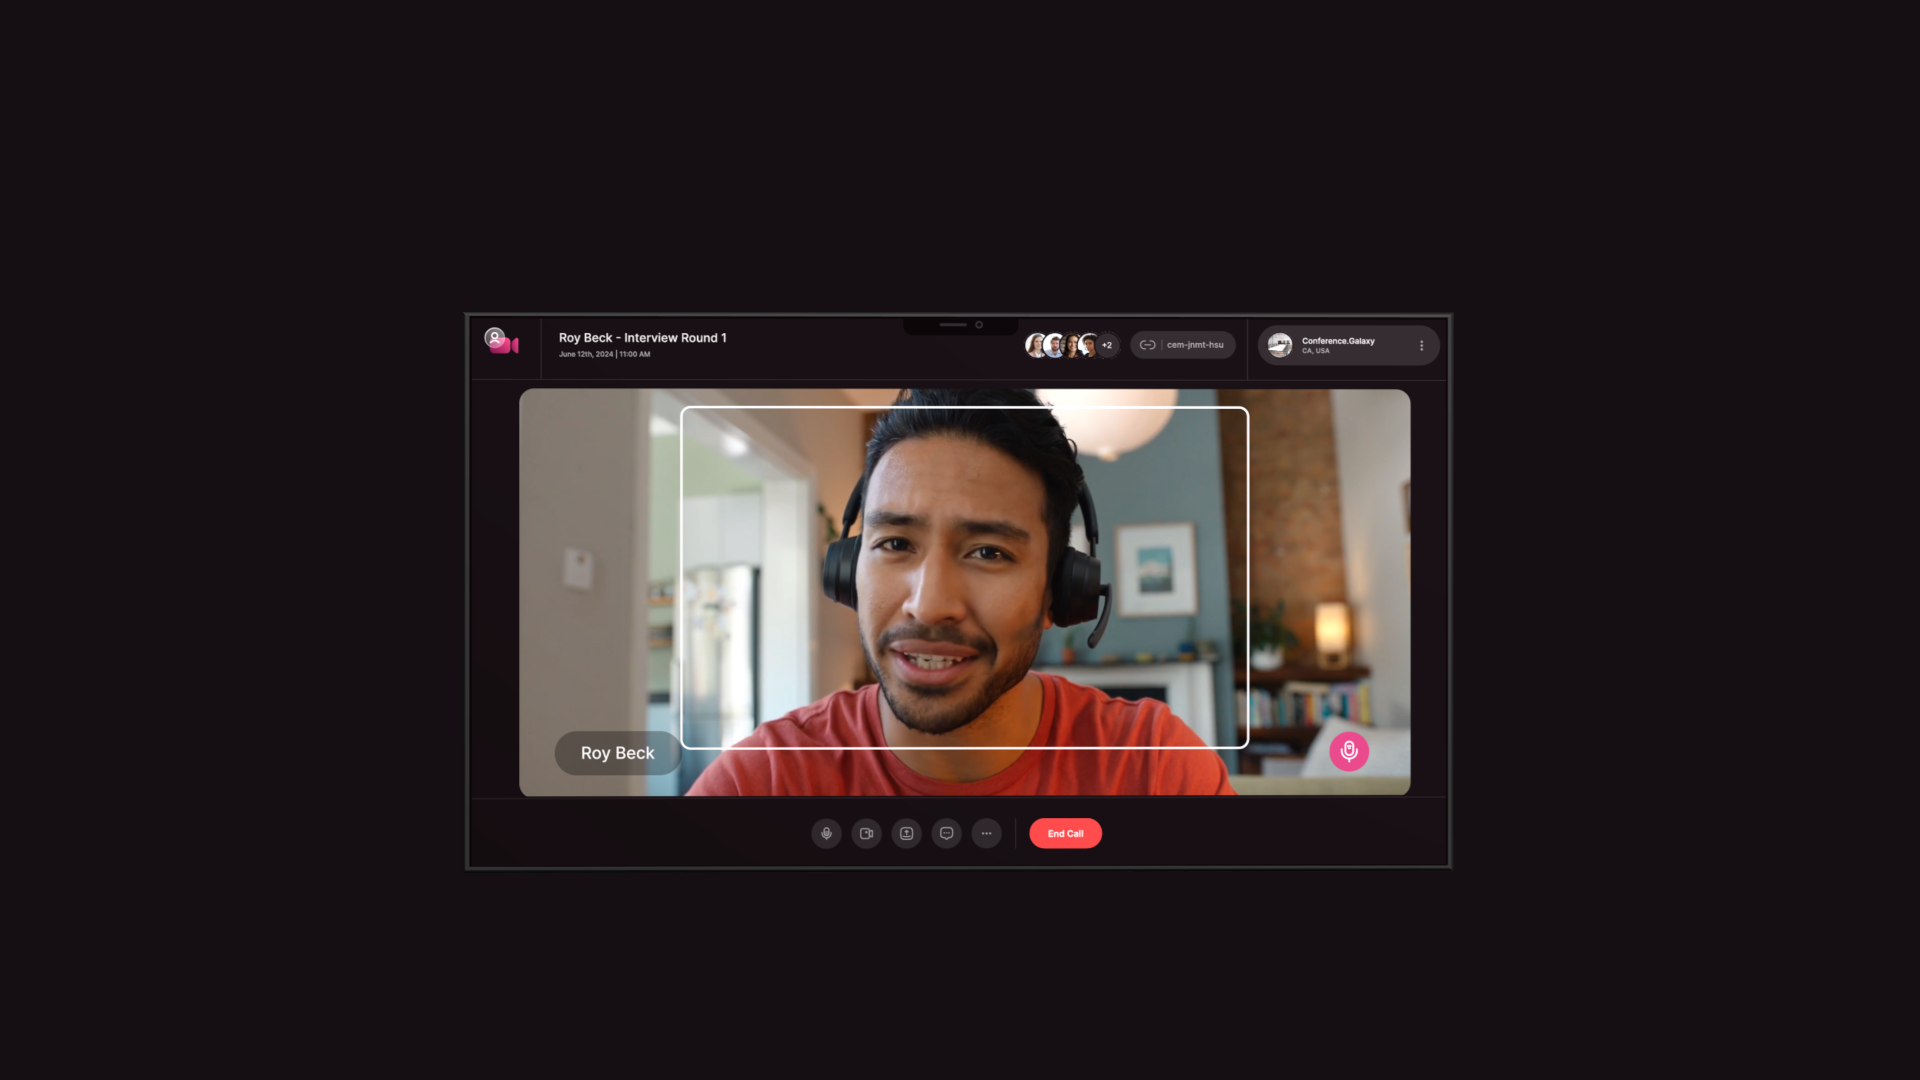 Roy Beck - Interview Round 1
June 12th, 2024 | 11:00 AM
+2
cem-jnmt-hsu
Conference.Galaxy
CA, USA
Roy Beck
End Call